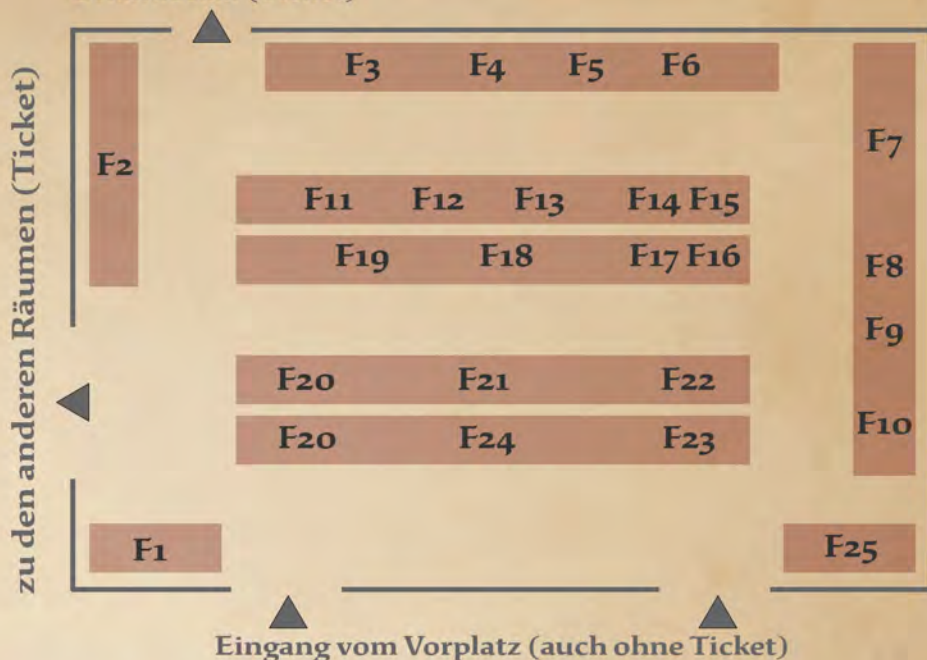 zu den anderen Räumen (Ticket)
F3 F4 F5 F6
F7
F2
F11 F12 F13 F14 F15
F19 F18 F17 F16
F8
F9
F20 F21 F22
F20 F24 F23
F10
F1
F25
Eingang vom Vorplatz (auch ohne Ticket)